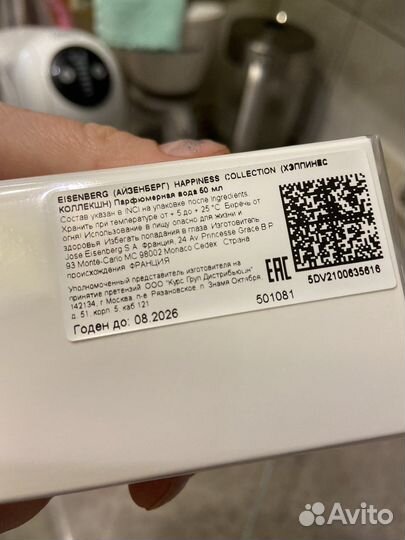 EISENBERG (АИЗЕНБЕРГ) HAPPINESS COLLECTION (ХЭППИНЕС
КОЛЛЕКШН) Парфюмерная вода 50 мл
Состав указан в INCI на упаковке после Ingredients.
Хранить при температуре от + 5 до + 25 °С. Беречь от
огня! Использование в пищу опасно для жизни и
здоровья. Избегать попадания в глаза. Изготовитель
Jose Eisenberg S.A. Франция, 24 Av. Princesse Grace B.P.
93 Monte-Carlo MC 98002 Monaco Cedex Страна
происхождения ФРАНЦИЯ
Уполномоченный представитель изготовителя на
принятие претензий ООО "Курс Груп Дистрибьюшн"
142134, г. Москва, п-е Рязановское, п. Знамя Октября,
д. 51, корп. 5, каб 121
Годен до: 08.2026
ЕАС
501081
5DV2100635616
Avito